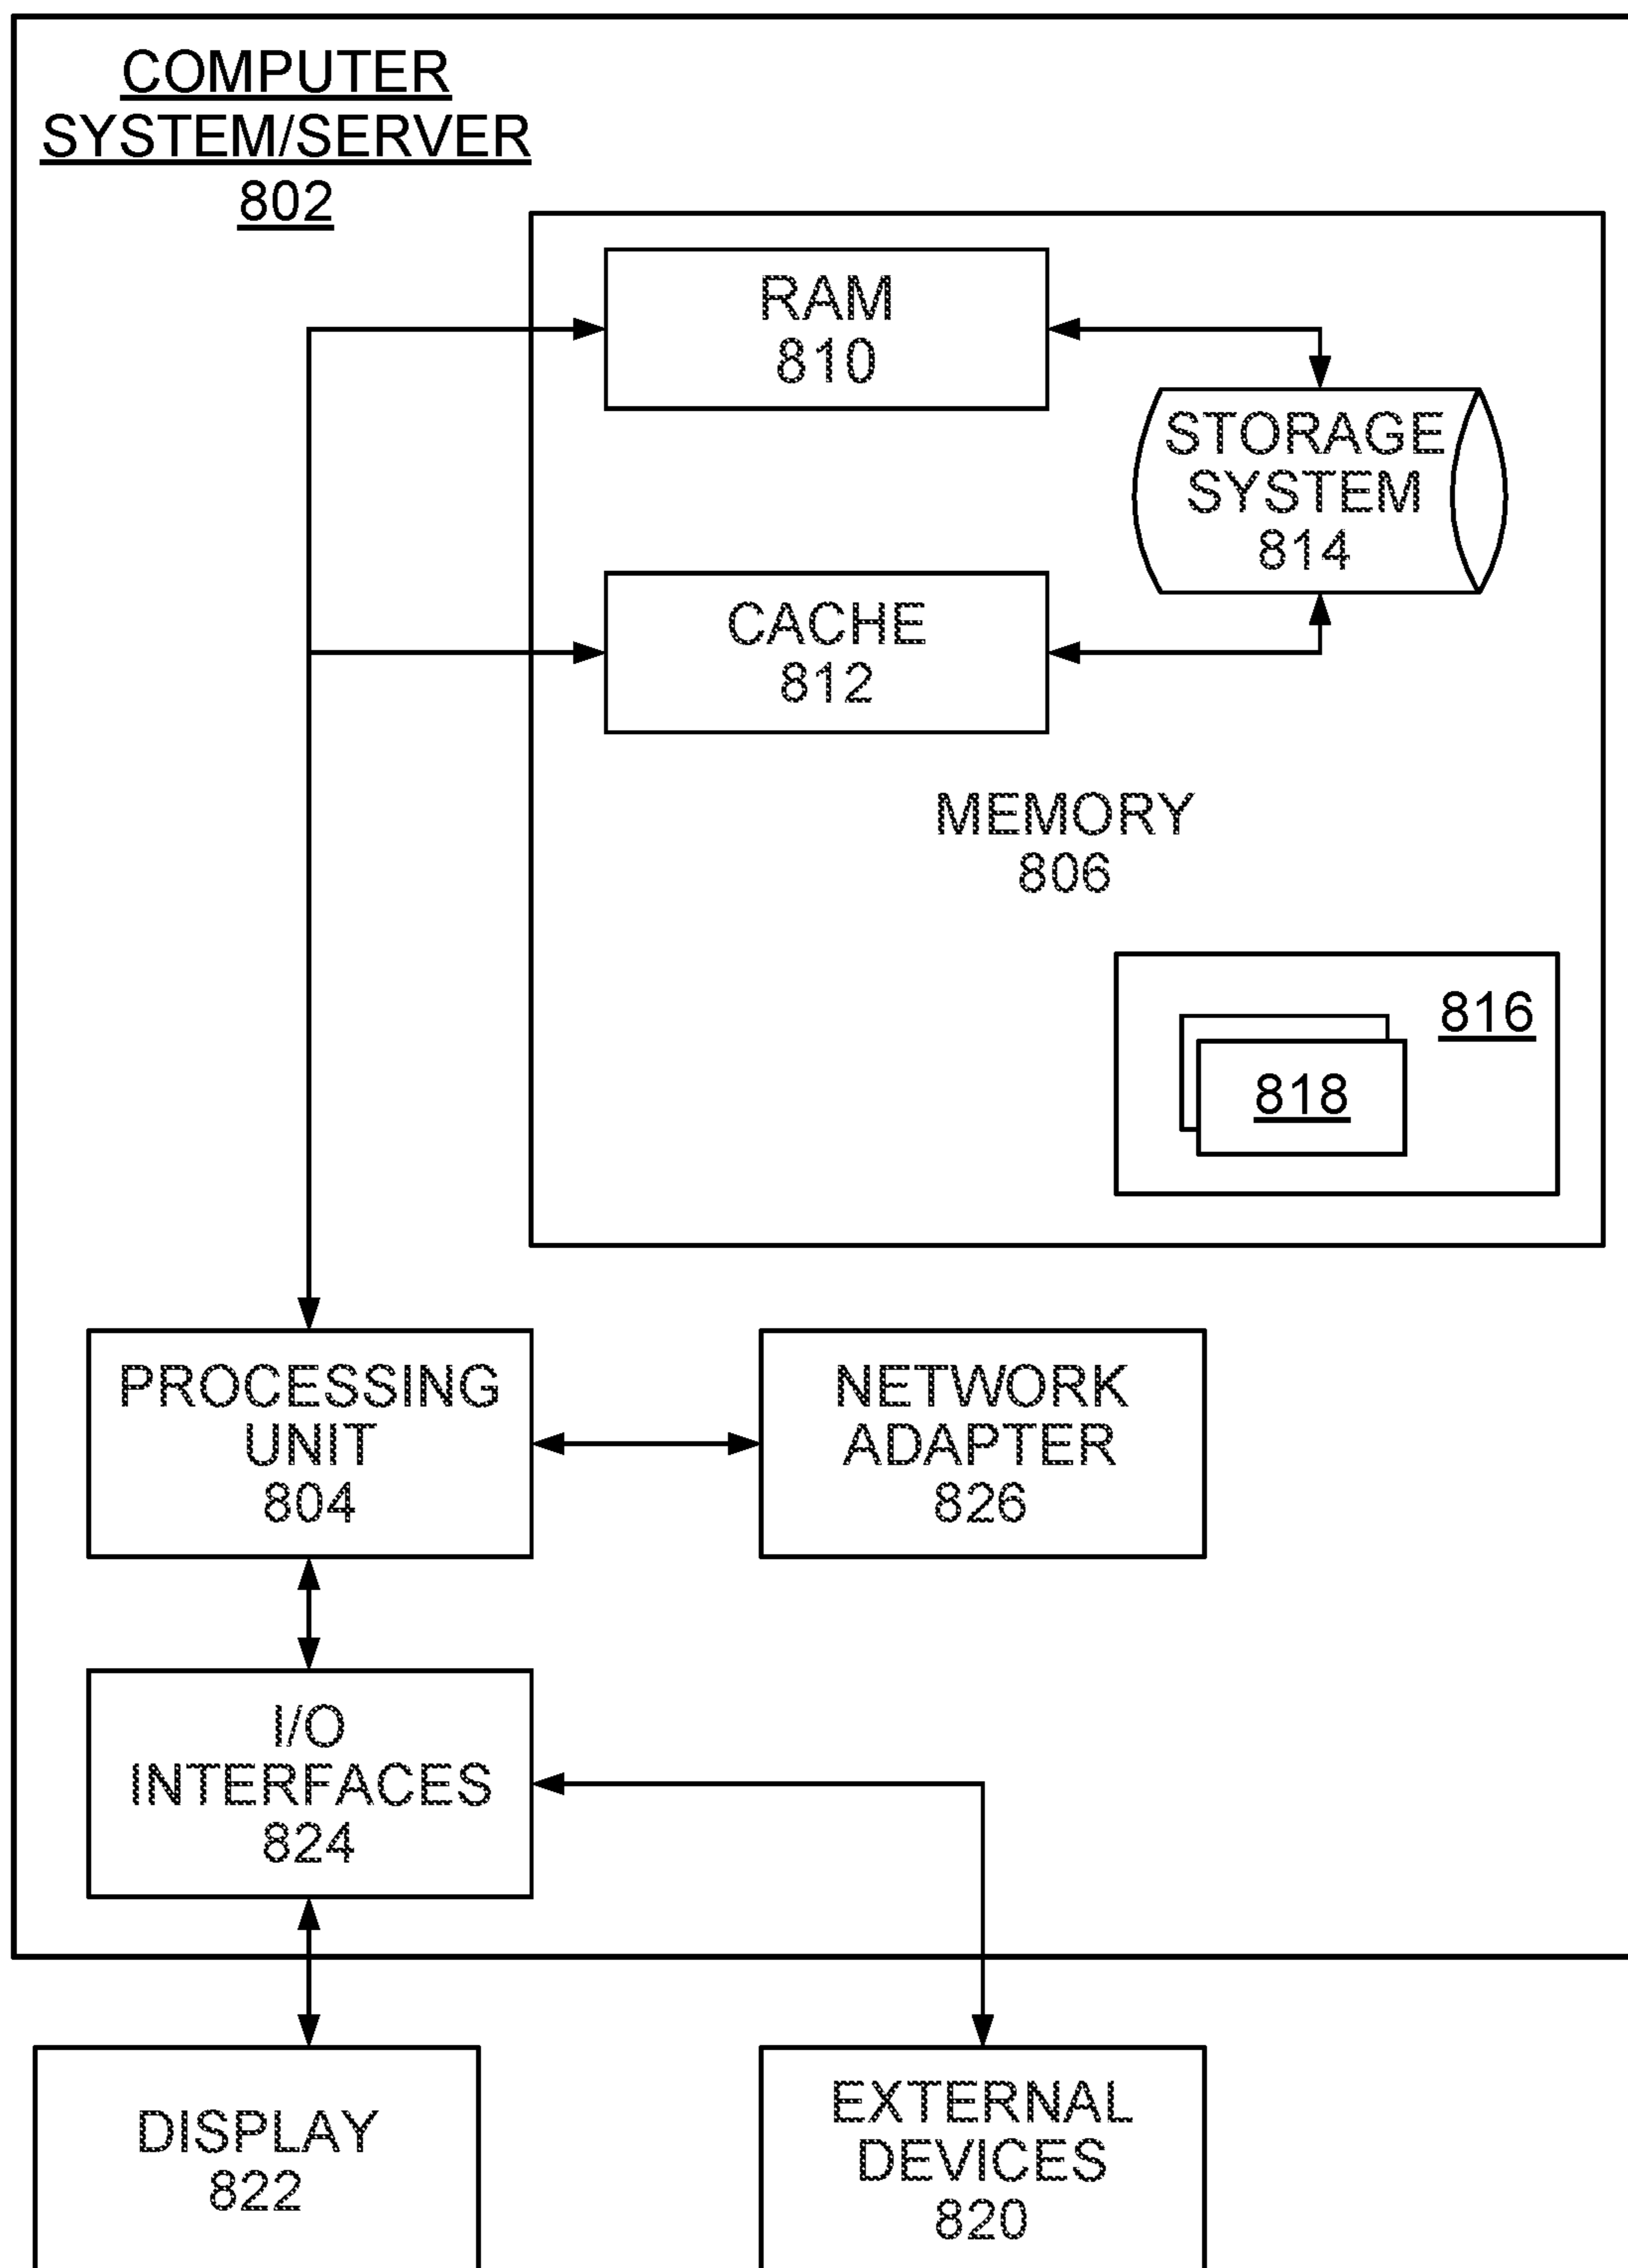 COMPUTER
SYSTEM/SERVER
802
RAM
810
STORAGE
SYSTEM
814
CACHE
812
MEMORY
806
816
818
PROCESSING
UNIT
804
NETWORK
ADAPTER
826
I/O
INTERFACES
824
DISPLAY
822
EXTERNAL
DEVICES
820